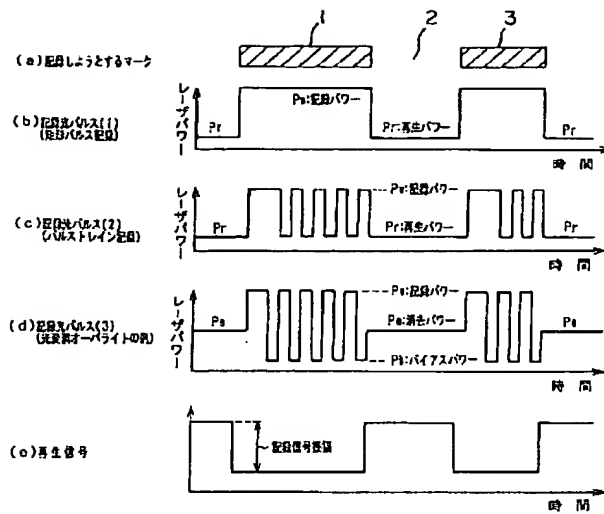 1 2 3
(a)記録しようとするマーク
Pw:記録パワー
Pr
Pr:再生パワー
Pr
(b)記録光パルス(1)
(矩形パルス記録)
レーザパワー
時間
Pw:記録パワー
Pr
Pr:再生パワー
Pr
(c)記録光パルス(2)
(パルストレイン記録)
レーザパワー
時間
Pw:記録パワー
Pe
Pe:消去パワー
Pe
Pb:バイアスパワー
(d)記録光パルス(3)
(光変調オーバライトの例)
レーザパワー
時間
(e)再生信号
記録信号振幅
時間